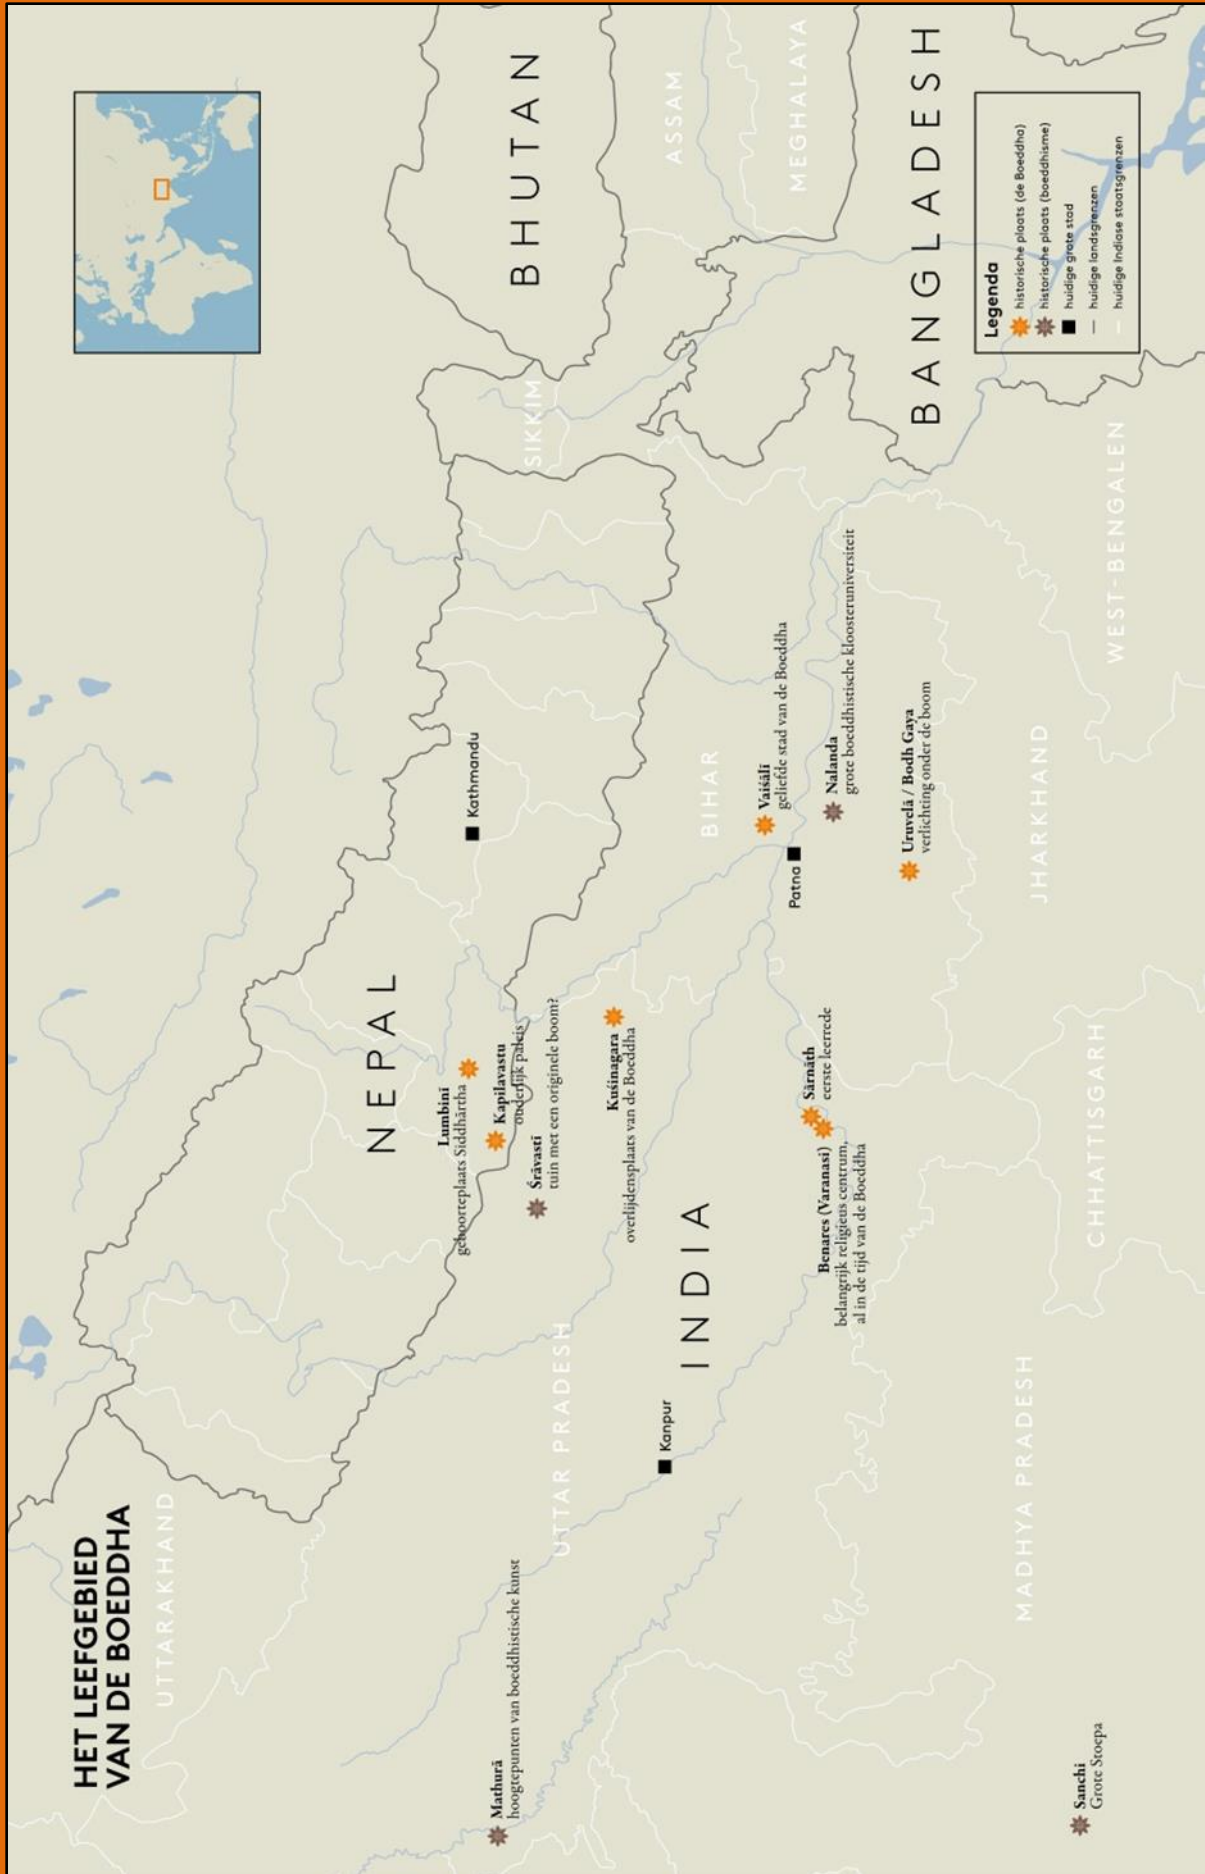 HET LEEFGEBIED
VAN DE BOEDDHA
UTTARAKHAND
NEPAL
BHUTAN
SIKKIM
ASSAM
MEGHALAYA
BANGLADESH
Kathmandu
Lumbinī
geboorteplaats Siddhārtha
Kapilavastu
ouderlijk paleis
Śrāvastī
tuin met een originele boom?
Mathurā
hoogtepunten van boeddhistische kunst
UTTAR PRADESH
Kuśinagara
overlijdensplaats van de Boeddha
Kanpur
INDIA
BIHAR
Vaiśālī
geliefde stad van de Boeddha
Patna
Nalanda
grote boeddhistische kloosteruniversiteit
Sārnāth
eerste leerrede
Benares (Varanasi)
belangrijk religieus centrum,
al in de tijd van de Boeddha
Uruvelā / Bodh Gaya
verlichting onder de boom
JHARKHAND
WEST-BENGALEN
CHHATTISGARH
MADHYA PRADESH
Sanchi
Grote Stoepa
Legenda
historische plaats (de Boeddha)
historische plaats (boeddhisme)
huidige grote stad
huidige landsgrenzen
huidige Indiase staatsgrenzen